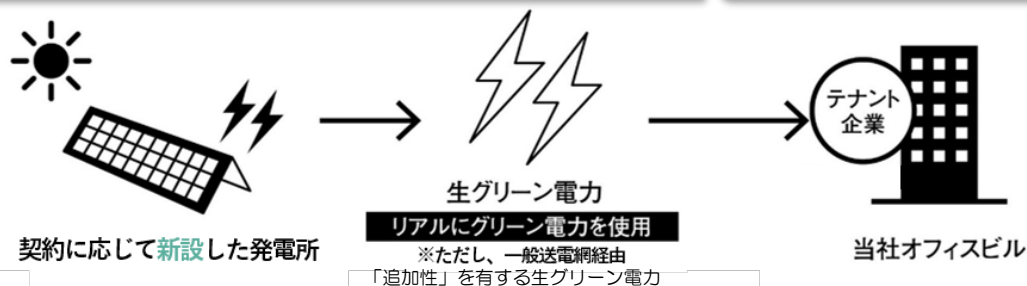 テナント
企業
生グリーン電力
リアルにグリーン電力を使用
※ただし、一般送電網経由
契約に応じて新設した発電所
当社オフィスビル
「追加性」を有する生グリーン電力